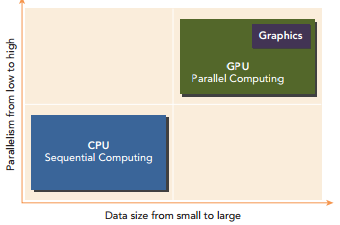 Graphics
GPU
Parallel Computing
CPU
Sequential Computing
Parallelism from low to high
Data size from small to large